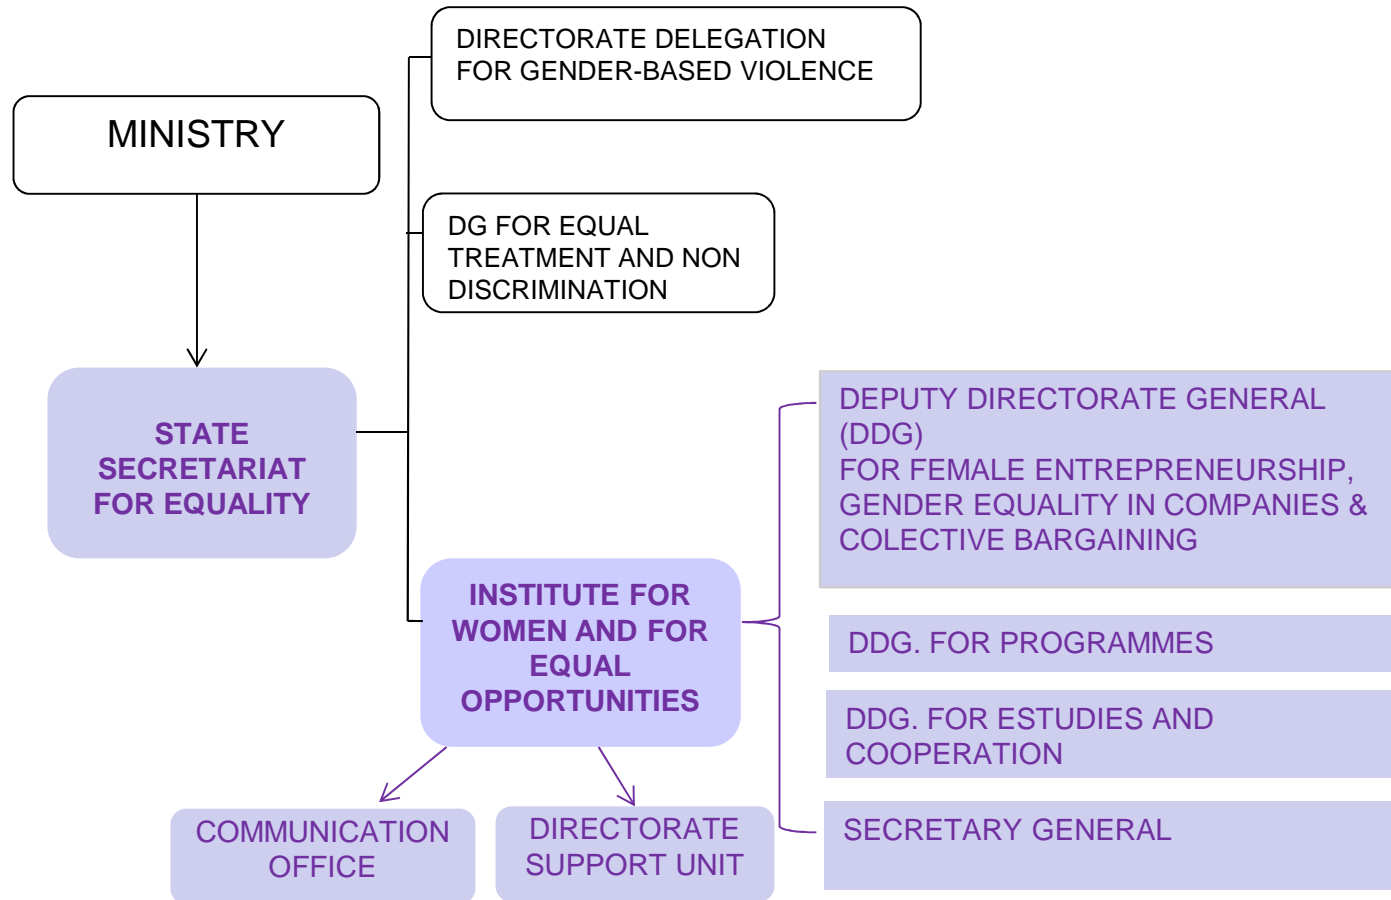 DIRECTORATE DELEGATION
FOR GENDER-BASED VIOLENCE
MINISTRY
DG FOR EQUAL
TREATMENT AND NON
DISCRIMINATION
STATE
SECRETARIAT
FOR EQUALITY
DEPUTY DIRECTORATE GENERAL
(DDG)
FOR FEMALE ENTREPRENEURSHIP,
GENDER EQUALITY IN COMPANIES &
COLECTIVE BARGAINING
INSTITUTE FOR
WOMEN AND FOR
EQUAL
OPPORTUNITIES
DDG. FOR PROGRAMMES
DDG. FOR ESTUDIES AND
COOPERATION
SECRETARY GENERAL
COMMUNICATION
OFFICE
DIRECTORATE
SUPPORT UNIT